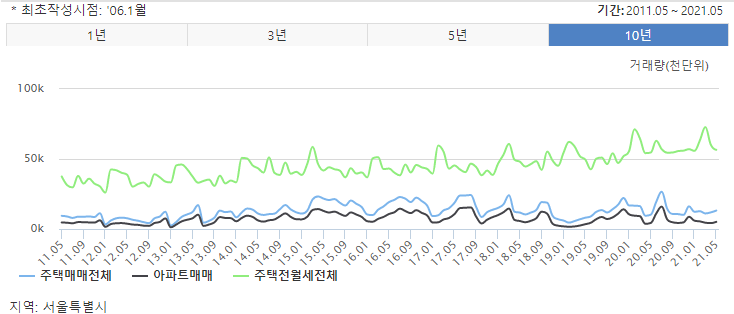 * 최초작성시점: '06.1월
기간: 2011.05 ~ 2021.05
1년 3년 5년 10년
거래량(천단위)
100k
50k
0k
11.05 11.09 12.01 12.05 12.09 13.01 13.05 13.09 14.01 14.05 14.09 15.01 15.05 15.09 16.01 16.05 16.09 17.01 17.05 17.09 18.01 18.05 18.09 19.01 19.05 19.09 20.01 20.05 20.09 21.01 21.05
주택매매전체 아파트매매 주택전월세전체
지역: 서울특별시